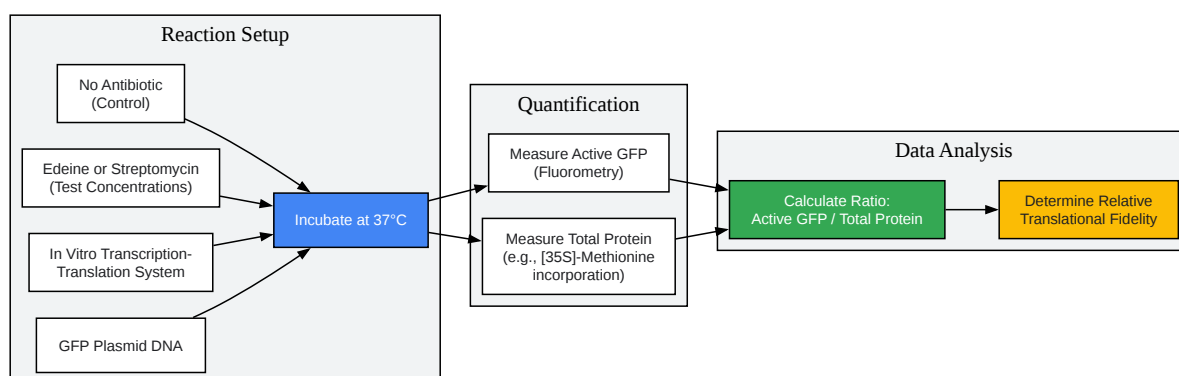 Reaction Setup
No Antibiotic
(Control)
Edeine or Streptomycin
(Test Concentrations)
In Vitro Transcription-
Translation System
GFP Plasmid DNA
Incubate at 37°C
Quantification
Measure Active GFP
(Fluorometry)
Measure Total Protein
(e.g., [35S]-Methionine
incorporation)
Data Analysis
Calculate Ratio:
Active GFP / Total Protein
Determine Relative
Translational Fidelity